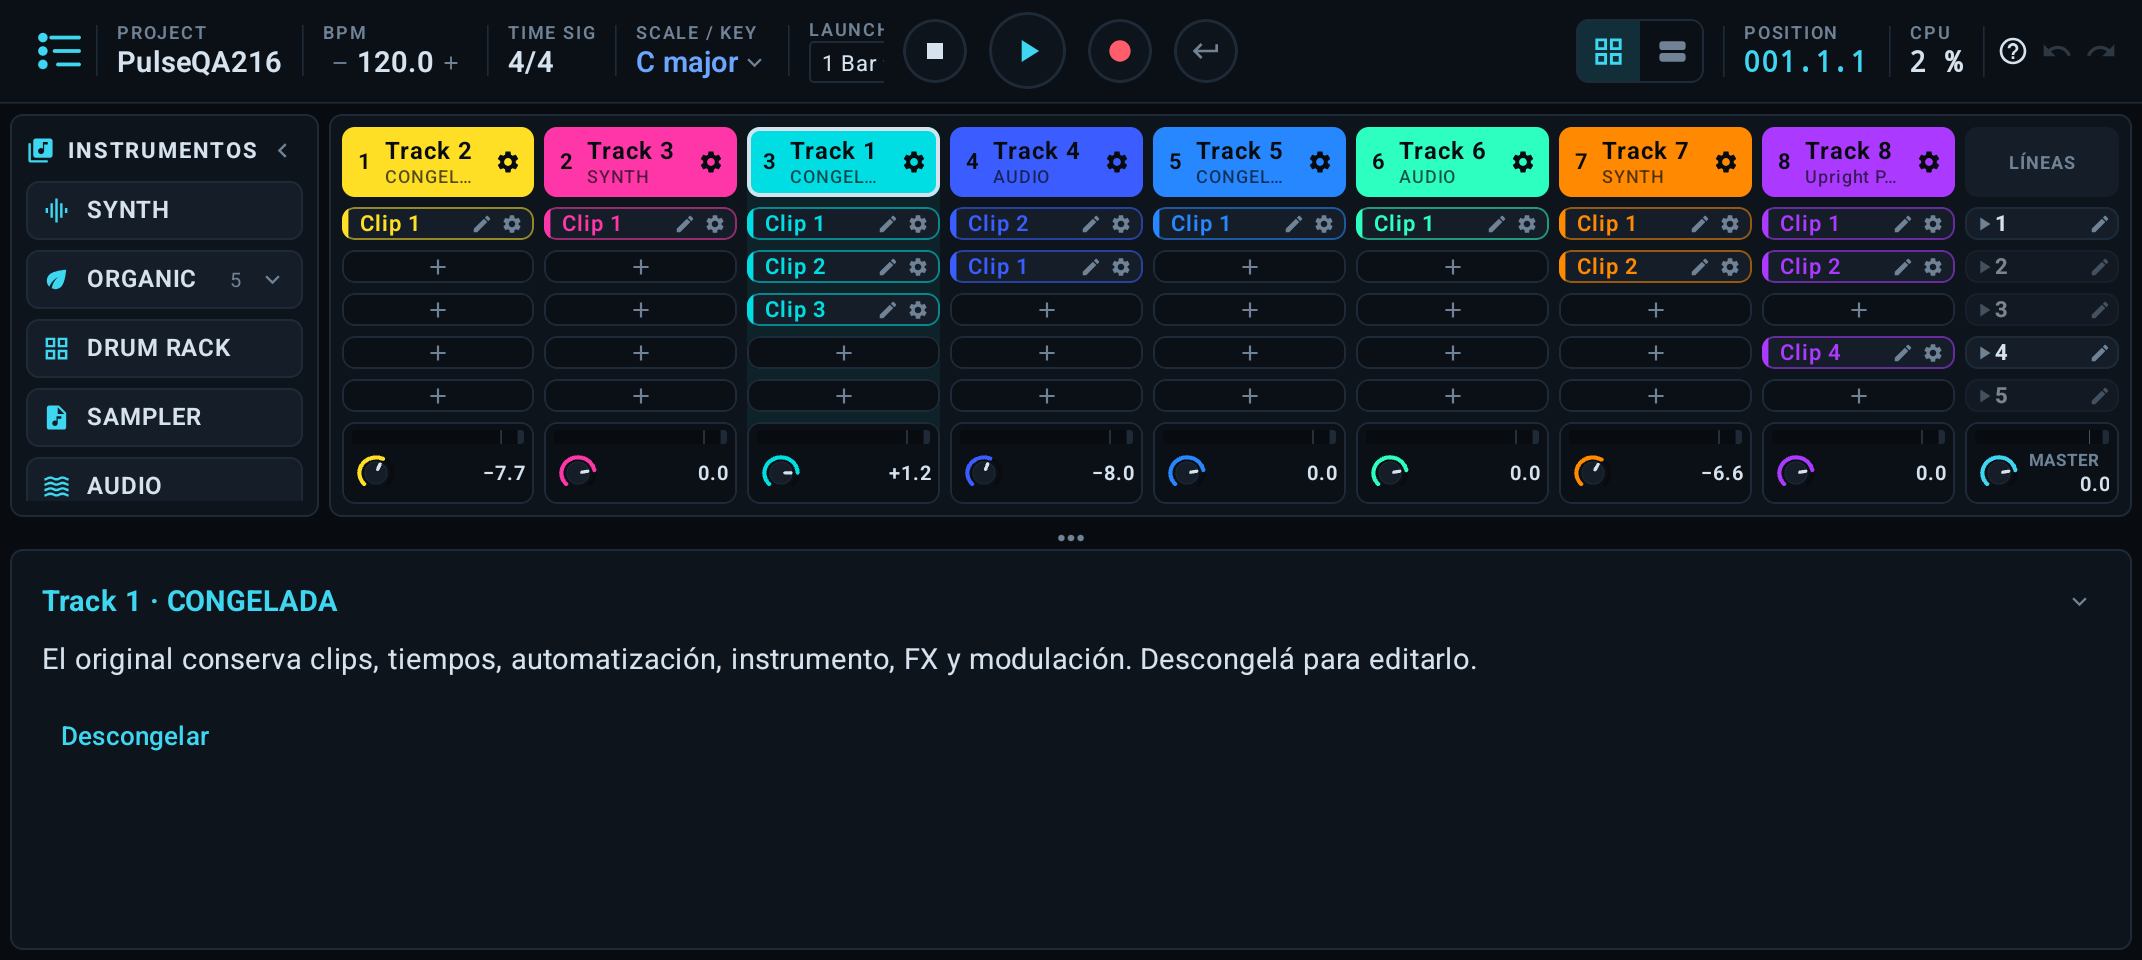 PROJECT
PulseQA216
BPM
− 120.0 +
TIME SIG
4/4
SCALE / KEY
C major
LAUNCH
1 Bar
POSITION
001.1.1
CPU
2 %
INSTRUMENTOS
SYNTH
ORGANIC 5
DRUM RACK
SAMPLER
AUDIO
1 Track 2
CONGEL...
2 Track 3
SYNTH
3 Track 1
CONGEL...
4 Track 4
AUDIO
5 Track 5
CONGEL...
6 Track 6
AUDIO
7 Track 7
SYNTH
8 Track 8
Upright P...
LÍNEAS
Clip 1 Clip 1 Clip 1 Clip 2 Clip 1 Clip 1 Clip 1 Clip 1 1
+ + Clip 2 Clip 1 + + Clip 2 Clip 2 2
+ + Clip 3 + + + + + 3
+ + + + + + + Clip 4 4
+ + + + + + + + 5
−7.7 0.0 +1.2 −8.0 0.0 0.0 −6.6 0.0
MASTER
0.0
Track 1 · CONGELADA
El original conserva clips, tiempos, automatización, instrumento, FX y modulación. Descongelá para editarlo.
Descongelar